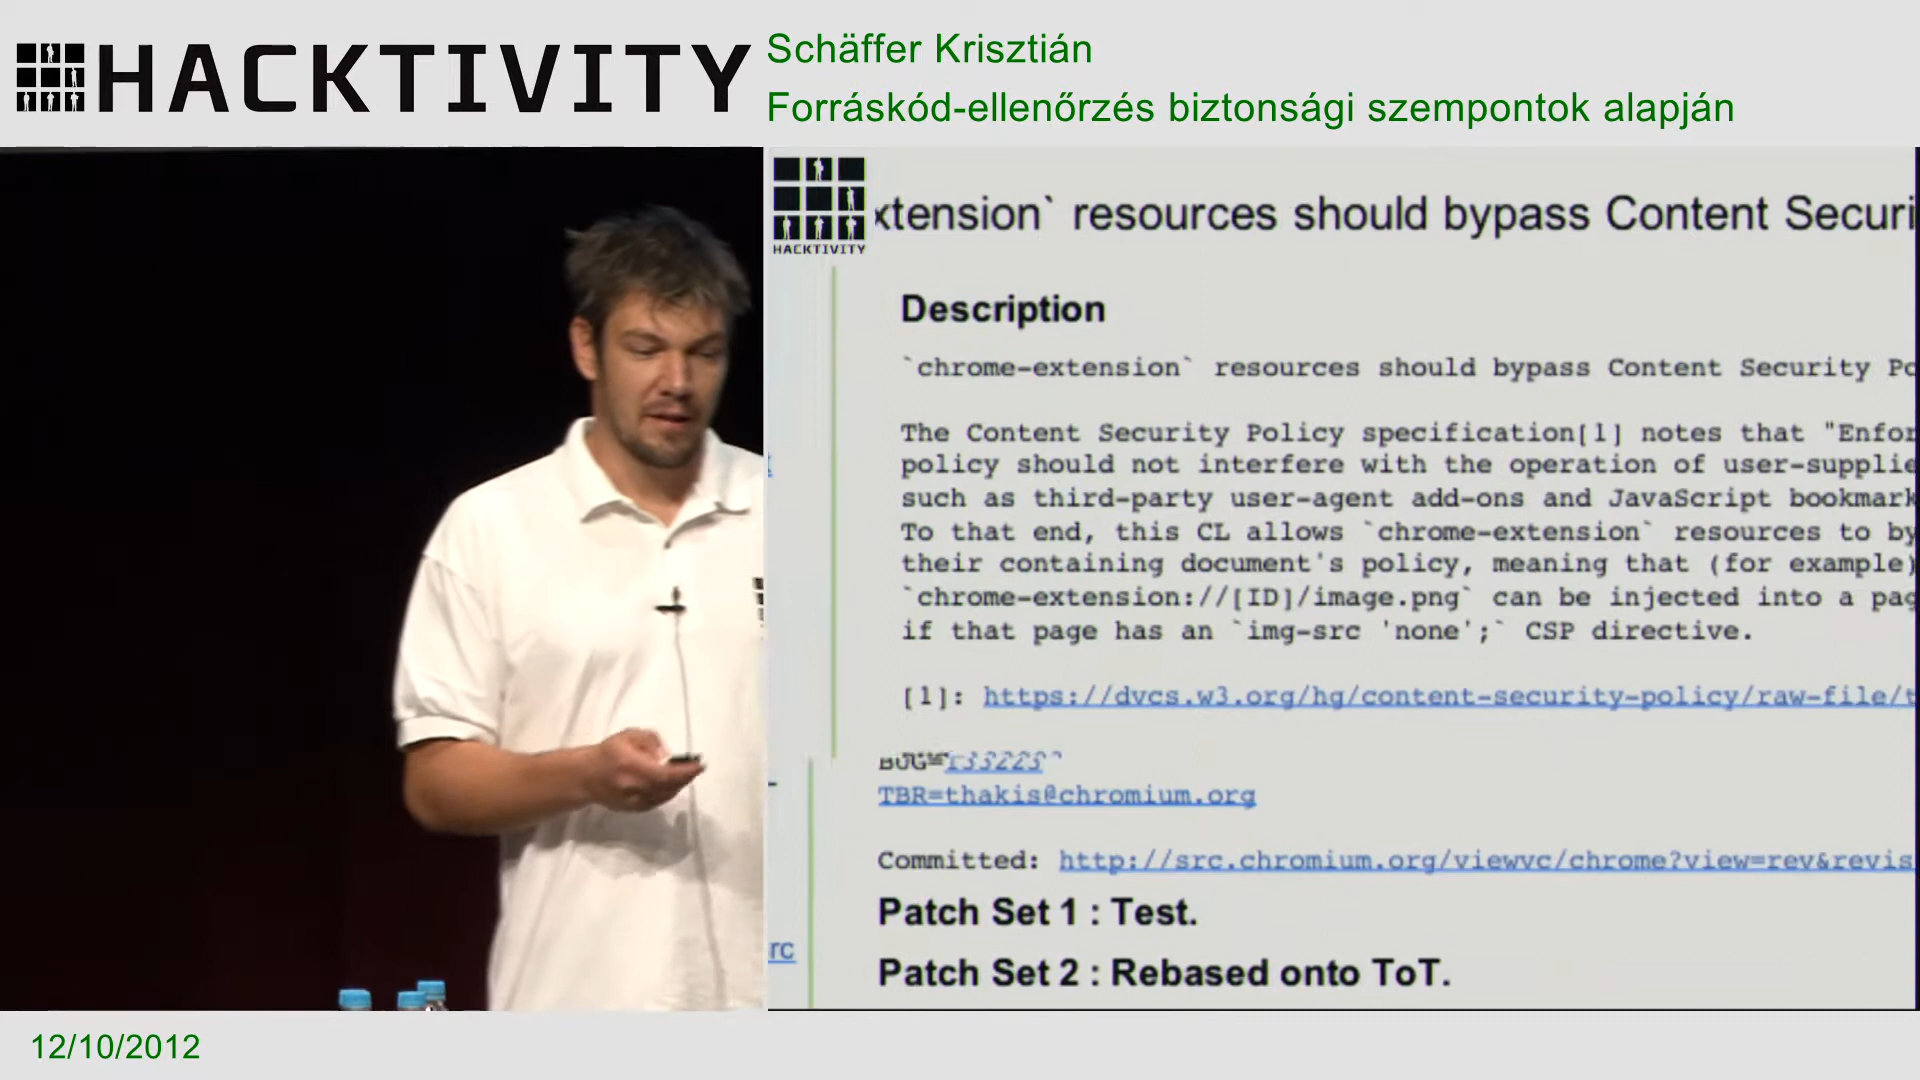 HACKTIVITY
Schäffer Krisztián
Forráskód-ellenőrzés biztonsági szempontok alapján
HACKTIVITY
xtension` resources should bypass Content Securi
Description
`chrome-extension` resources should bypass Content Security Po
The Content Security Policy specification[1] notes that "Enfor
policy should not interfere with the operation of user-supplie
such as third-party user-agent add-ons and JavaScript bookmark
To that end, this CL allows `chrome-extension` resources to by
their containing document's policy, meaning that (for example)
`chrome-extension://[ID]/image.png` can be injected into a pag
if that page has an `img-src 'none';` CSP directive.
[1]: https://dvcs.w3.org/hg/content-security-policy/raw-file/t
TBR=thakis@chromium.org
Committed: http://src.chromium.org/viewvc/chrome?view=rev&revis
Patch Set 1 : Test.
rc
Patch Set 2 : Rebased onto ToT.
12/10/2012